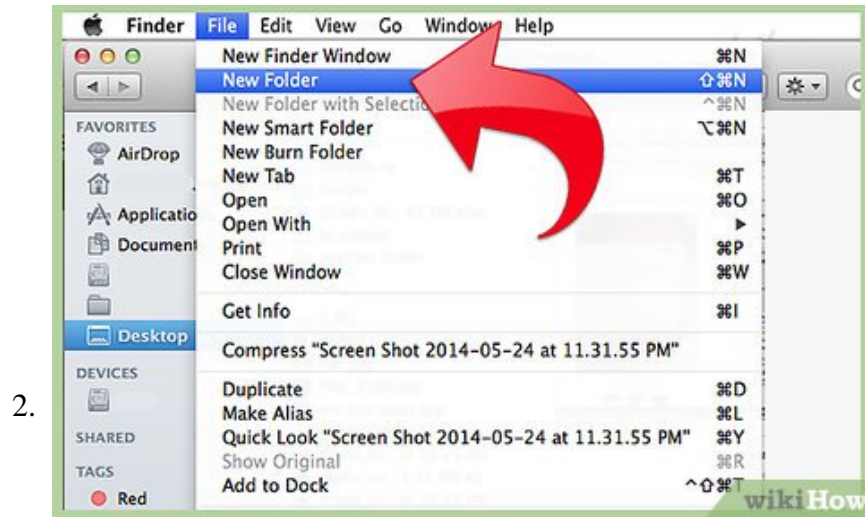 Finder File Edit View Go Window Help
New Finder Window ⌘N
New Folder ⇧⌘N
New Folder with Selection ^⌘N
New Smart Folder ⌥⌘N
FAVORITES
AirDrop
New Burn Folder
New Tab ⌘T
Open ⌘O
Applicatio
Open With ▶
Document
Print ⌘P
Close Window ⌘W
Get Info ⌘I
Desktop
Compress "Screen Shot 2014-05-24 at 11.31.55 PM"
DEVICES
Duplicate ⌘D
2.
Make Alias ⌘L
SHARED
Quick Look "Screen Shot 2014-05-24 at 11.31.55 PM" ⌘Y
Show Original ⌘R
TAGS
Add to Dock ^⇧⌘T
Red
wikiHow